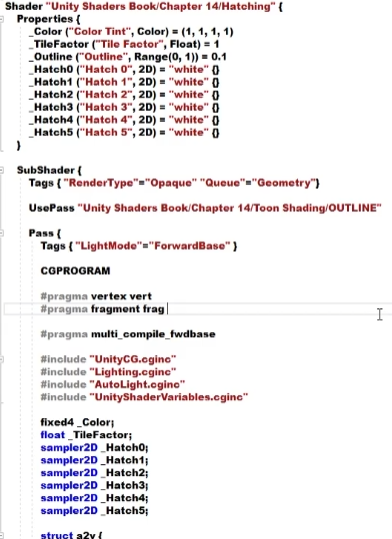 Shader "Unity Shaders Book/Chapter 14/Hatching" {
Properties {
_Color ("Color Tint", Color) = (1, 1, 1, 1)
_TileFactor ("Tile Factor", Float) = 1
_Outline ("Outline", Range(0, 1)) = 0.1
_Hatch0 ("Hatch 0", 2D) = "white" {}
_Hatch1 ("Hatch 1", 2D) = "white" {}
_Hatch2 ("Hatch 2", 2D) = "white" {}
_Hatch3 ("Hatch 3", 2D) = "white" {}
_Hatch4 ("Hatch 4", 2D) = "white" {}
_Hatch5 ("Hatch 5", 2D) = "white" {}
}
SubShader {
Tags { "RenderType"="Opaque" "Queue"="Geometry"}
UsePass "Unity Shaders Book/Chapter 14/Toon Shading/OUTLINE"
Pass {
Tags { "LightMode"="ForwardBase" }
CGPROGRAM
#pragma vertex vert
#pragma fragment frag
#pragma multi_compile_fwdbase
#include "UnityCG.cginc"
#include "Lighting.cginc"
#include "AutoLight.cginc"
#include "UnityShaderVariables.cginc"
fixed4 _Color;
float _TileFactor;
sampler2D _Hatch0;
sampler2D _Hatch1;
sampler2D _Hatch2;
sampler2D _Hatch3;
sampler2D _Hatch4;
sampler2D _Hatch5;
struct a2v {